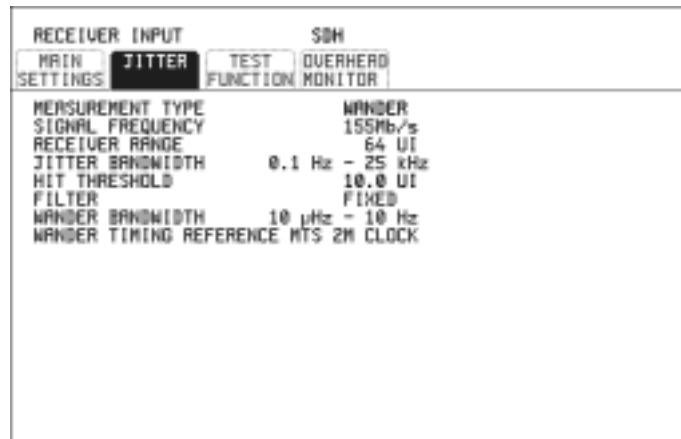 RECEIVER INPUT SDH
MAIN SETTINGS JITTER TEST FUNCTION OVERHEAD MONITOR
MEASUREMENT TYPE WANDER
SIGNAL FREQUENCY 155Mb/s
RECEIVER RANGE 64 UI
JITTER BANDWIDTH 0.1 Hz - 25 kHz
HIT THRESHOLD 10.0 UI
FILTER FIXED
WANDER BANDWIDTH 10 μHz - 10 Hz
WANDER TIMING REFERENCE MTS 2M CLOCK